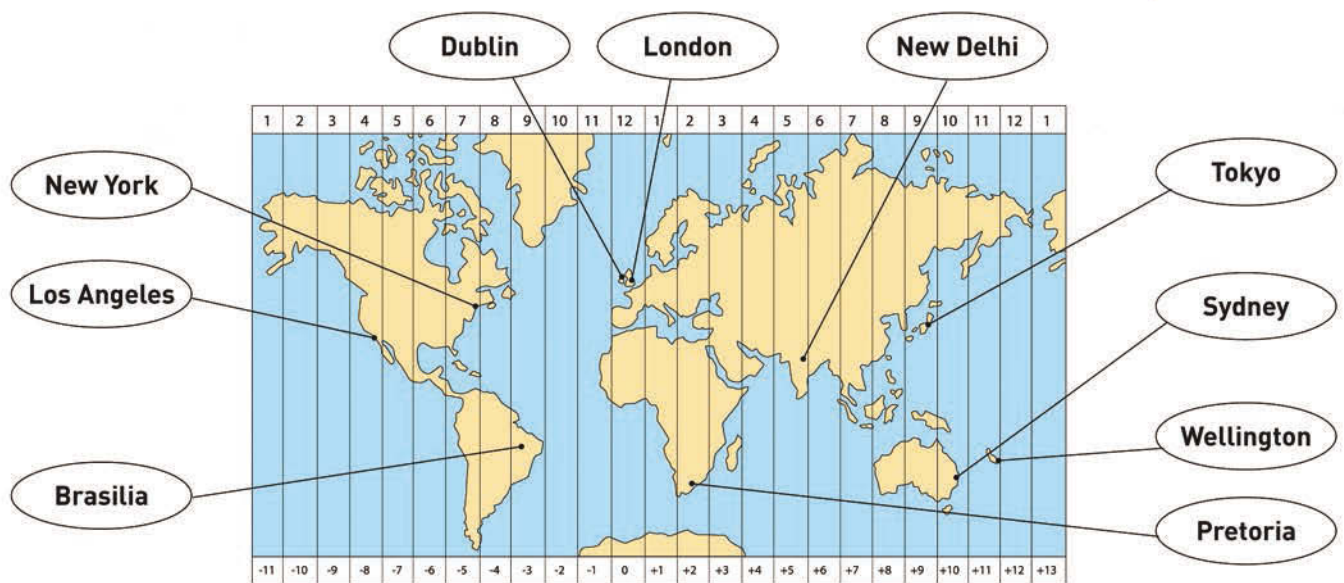 Dublin
London
New Delhi
1 2 3 4 5 6 7 8 9 10 11 12 1 2 3 4 5 6 7 8 9 10 11 12 1
New York
Tokyo
Los Angeles
Sydney
Wellington
Brasilia
Pretoria
-11 -10 -9 -8 -7 -6 -5 -4 -3 -2 -1 0 +1 +2 +3 +4 +5 +6 +7 +8 +9 +10 +11 +12 +13